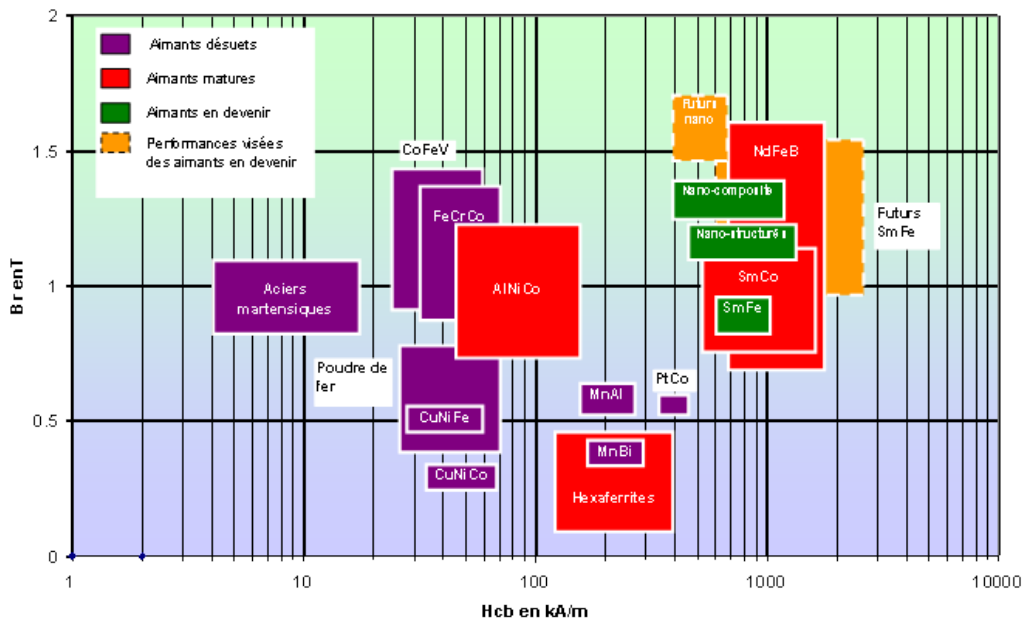 2
Aimants désuets
Aimants matures
Aimants en devenir
Performances visées
des aimants en devenir
CoFeV
Futurs
nano
1.5
NdFeB
Nano-composite
FeCrCo
Futurs
SmFe
Nano-structurés
Br en T
1
Aciers
martensiques
AlNiCo
SmCo
SmFe
Poudre de
fer
PtCo
MnAl
0.5
CuNiFe
MnBi
CuNiCo
Hexaferrites
0
1
10
100
1000
10000
Hcb en kA/m